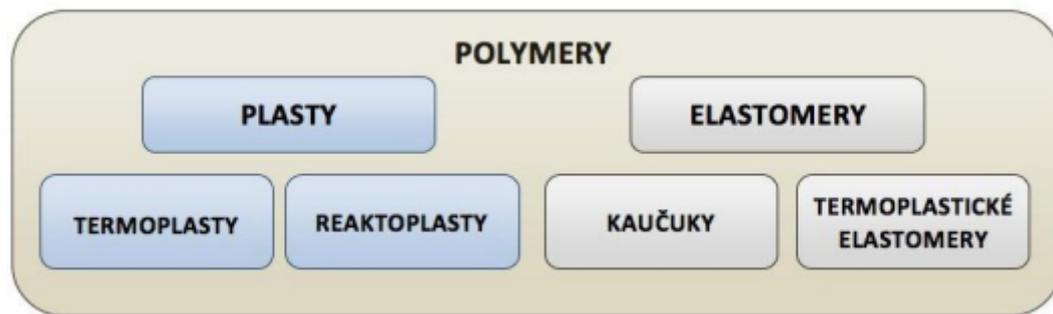 POLYMERY
PLASTY
ELASTOMERY
TERMOPLASTY
REAKTOPLASTY
KAUČUKY
TERMOPLASTICKÉ
ELASTOMERY